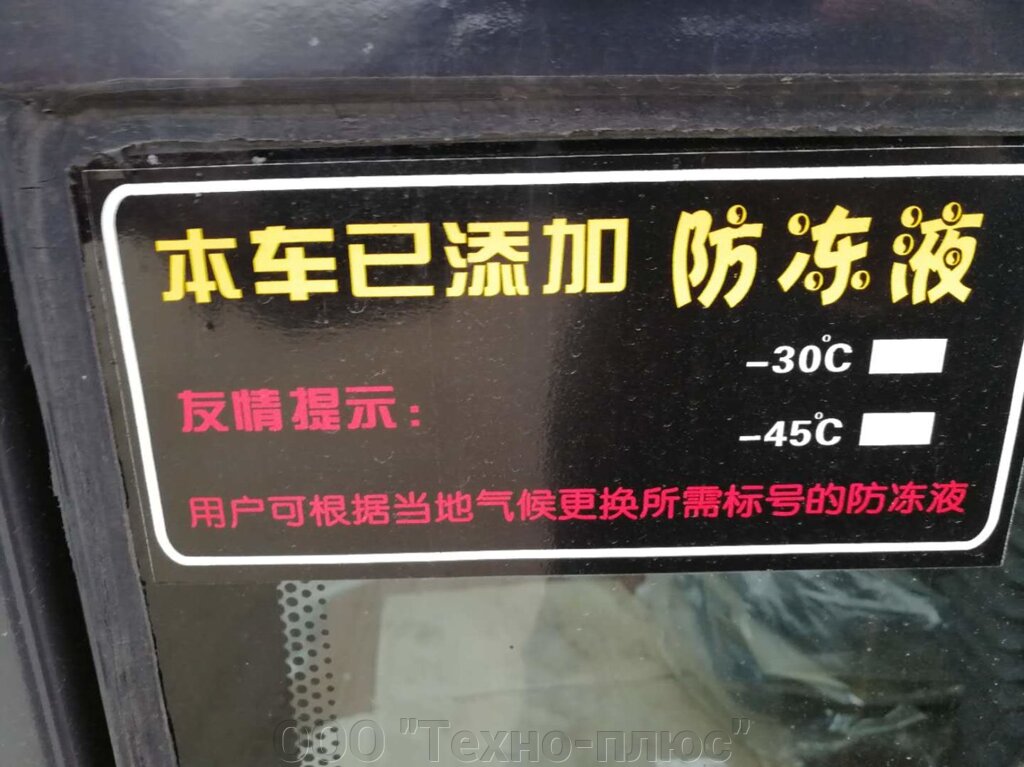 本车已添加 防冻液
-30℃
友情提示:
-45℃
用户可根据当地气候更换所需标号的防冻液
ООО "Техно-плюс"